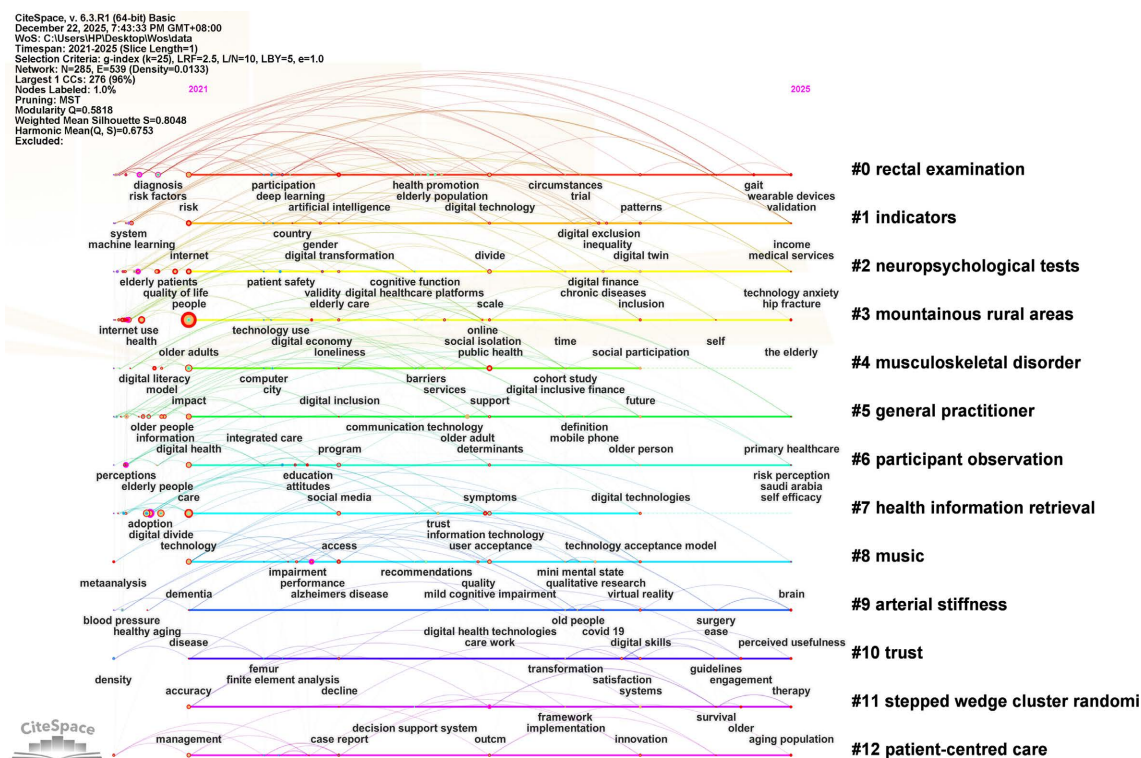 CiteSpace, v. 6.3.R1 (64-bit) Basic
December 22, 2025, 7:43:33 PM GMT+08:00
WoS: C:\Users\HP\Desktop\Wos\data
Timespan: 2021-2025 (Slice Length=1)
Selection Criteria: g-index (k=25), LRF=2.5, L/N=10, LBY=5, e=1.0
Network: N=285, E=539 (Density=0.0133)
Largest 1 CCs: 276 (96%)
Nodes Labeled: 1.0%
Pruning: MST
Modularity Q=0.5818
Weighted Mean Silhouette S=0.8048
Harmonic Mean(Q, S)=0.6753
Excluded:
2021 2025
#0 rectal examination
diagnosis participation health promotion circumstances gait
risk factors deep learning elderly population trial wearable devices
risk artificial intelligence digital technology patterns validation
#1 indicators
system country digital exclusion
machine learning gender inequality income
internet digital transformation divide digital twin medical services
#2 neuropsychological tests
elderly patients patient safety cognitive function digital finance
quality of life validity digital healthcare platforms chronic diseases technology anxiety
people elderly care scale inclusion hip fracture
#3 mountainous rural areas
internet use technology use online
health digital economy social isolation time self
older adults loneliness public health social participation the elderly
#4 musculoskeletal disorder
digital literacy computer barriers cohort study
model city services digital inclusive finance
impact digital inclusion support future
#5 general practitioner
older people communication technology definition
information integrated care older adult mobile phone
digital health program determinants older person primary healthcare
#6 participant observation
perceptions education risk perception
elderly people attitudes saudi arabia
care social media symptoms digital technologies self efficacy
#7 health information retrieval
adoption trust
digital divide information technology
technology access user acceptance technology acceptance model
#8 music
impairment recommendations mini mental state
metaanalysis performance quality qualitative research
dementia alzheimers disease mild cognitive impairment virtual reality brain
#9 arterial stiffness
blood pressure old people surgery
healthy aging digital health technologies covid 19 ease
disease care work digital skills perceived usefulness
#10 trust
femur transformation guidelines
density finite element analysis satisfaction engagement
accuracy decline systems therapy
#11 stepped wedge cluster randomi
framework survival
decision support system implementation older
management case report outcm innovation aging population
#12 patient-centred care
CiteSpace